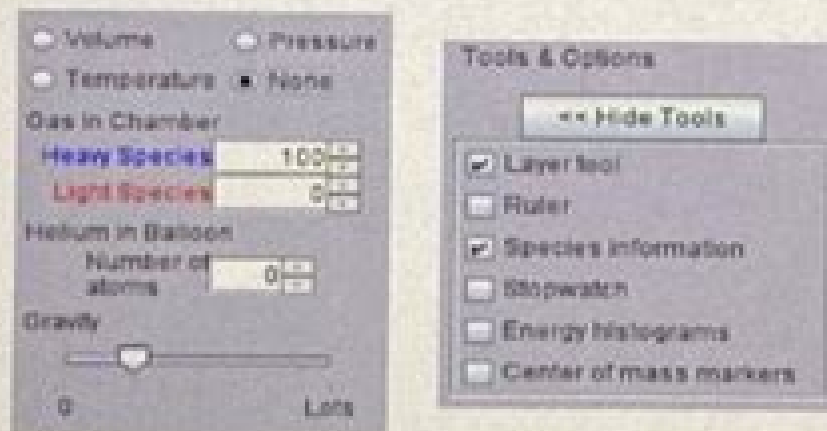 Volume Pressure
Temperature None
Gas In Chamber
Heavy Species 100
Light Species 0
Helium in Balloon
Number of
atoms 0
Gravity
0 Lots
Tools & Options
<< Hide Tools
Layer tool
Ruler
Species information
Stopwatch
Energy histograms
Center of mass markers